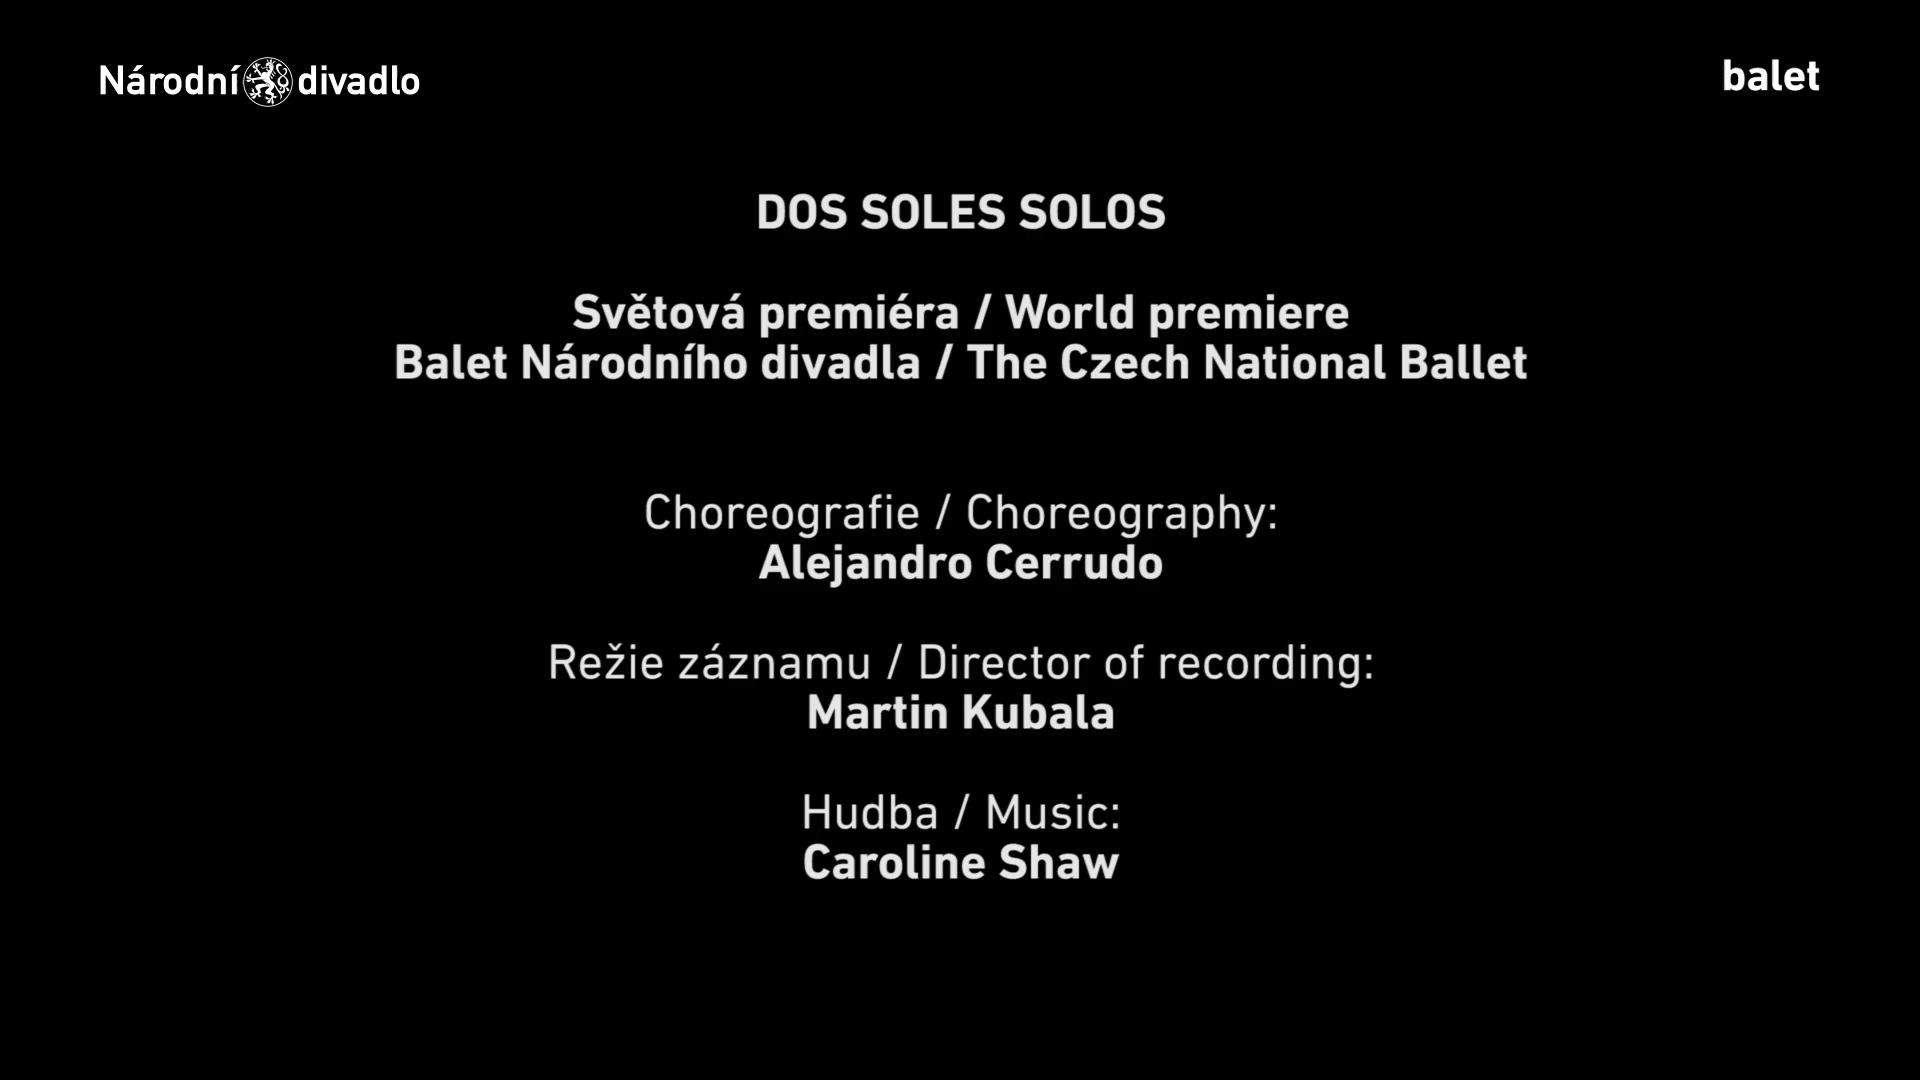 Národní divadlo
balet
DOS SOLES SOLOS
Světová premiéra / World premiere
Balet Národního divadla / The Czech National Ballet
Choreografie / Choreography:
Alejandro Cerrudo
Režie záznamu / Director of recording:
Martin Kubala
Hudba / Music:
Caroline Shaw